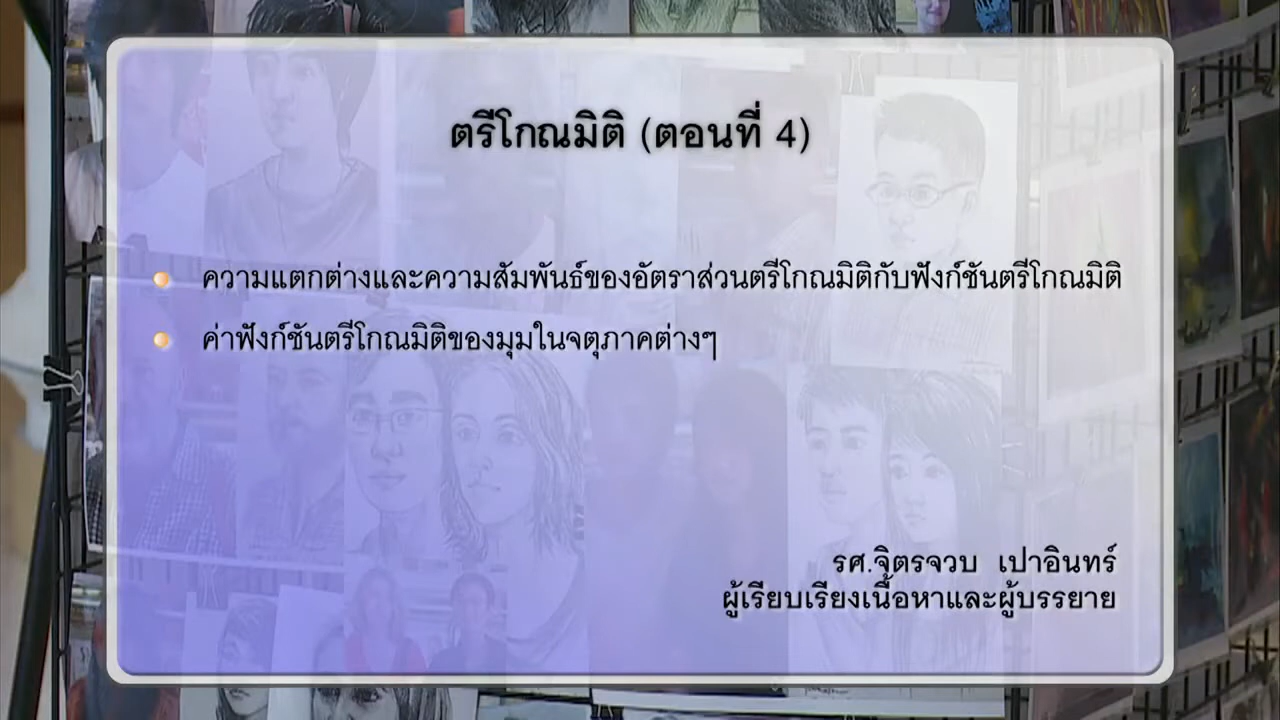 ตรีโกณมิติ (ตอนที่ 4)
ความแตกต่างและความสัมพันธ์ของอัตราส่วนตรีโกณมิติกับฟังก์ชันตรีโกณมิติ
ค่าฟังก์ชันตรีโกณมิติของมุมในจตุภาคต่างๆ
รศ.จิตรจวบ เปาอินทร์
ผู้เรียบเรียงเนื้อหาและผู้บรรยาย